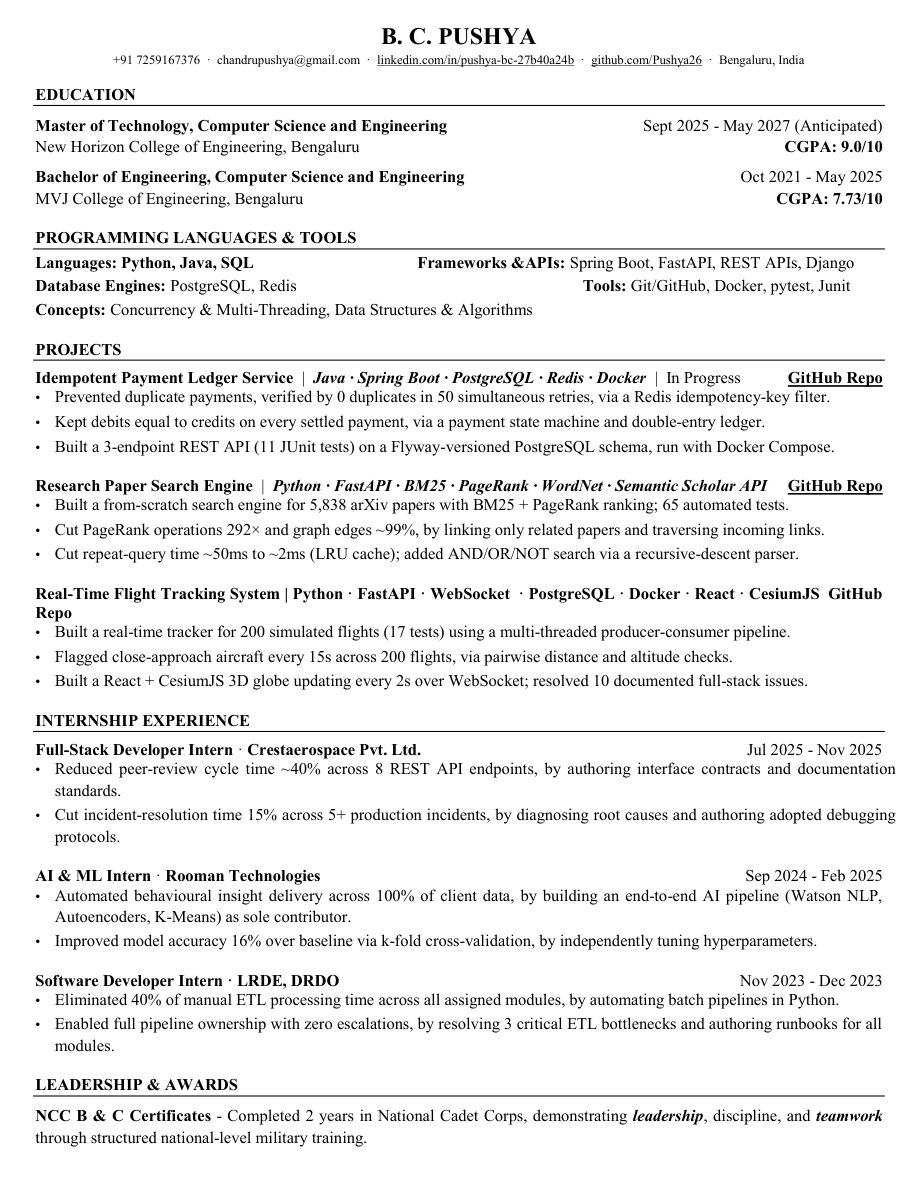 B. C. PUSHYA
+91 7259167376 · chandrupushya@gmail.com · linkedin.com/in/pushya-bc-27b40a24b · github.com/Pushya26 · Bengaluru, India
EDUCATION
Master of Technology, Computer Science and Engineering Sept 2025 - May 2027 (Anticipated)
New Horizon College of Engineering, Bengaluru CGPA: 9.0/10
Bachelor of Engineering, Computer Science and Engineering Oct 2021 - May 2025
MVJ College of Engineering, Bengaluru CGPA: 7.73/10
PROGRAMMING LANGUAGES & TOOLS
Languages: Python, Java, SQL Frameworks &APIs: Spring Boot, FastAPI, REST APIs, Django
Database Engines: PostgreSQL, Redis Tools: Git/GitHub, Docker, pytest, Junit
Concepts: Concurrency & Multi-Threading, Data Structures & Algorithms
PROJECTS
Idempotent Payment Ledger Service | Java · Spring Boot · PostgreSQL · Redis · Docker | In Progress GitHub Repo
• Prevented duplicate payments, verified by 0 duplicates in 50 simultaneous retries, via a Redis idempotency-key filter.
• Kept debits equal to credits on every settled payment, via a payment state machine and double-entry ledger.
• Built a 3-endpoint REST API (11 JUnit tests) on a Flyway-versioned PostgreSQL schema, run with Docker Compose.
Research Paper Search Engine | Python · FastAPI · BM25 · PageRank · WordNet · Semantic Scholar API GitHub Repo
• Built a from-scratch search engine for 5,838 arXiv papers with BM25 + PageRank ranking; 65 automated tests.
• Cut PageRank operations 292× and graph edges ~99%, by linking only related papers and traversing incoming links.
• Cut repeat-query time ~50ms to ~2ms (LRU cache); added AND/OR/NOT search via a recursive-descent parser.
Real-Time Flight Tracking System | Python · FastAPI · WebSocket · PostgreSQL · Docker · React · CesiumJS GitHub
Repo
• Built a real-time tracker for 200 simulated flights (17 tests) using a multi-threaded producer-consumer pipeline.
• Flagged close-approach aircraft every 15s across 200 flights, via pairwise distance and altitude checks.
• Built a React + CesiumJS 3D globe updating every 2s over WebSocket; resolved 10 documented full-stack issues.
INTERNSHIP EXPERIENCE
Full-Stack Developer Intern · Crestaerospace Pvt. Ltd. Jul 2025 - Nov 2025
• Reduced peer-review cycle time ~40% across 8 REST API endpoints, by authoring interface contracts and documentation
standards.
• Cut incident-resolution time 15% across 5+ production incidents, by diagnosing root causes and authoring adopted debugging
protocols.
AI & ML Intern · Rooman Technologies Sep 2024 - Feb 2025
• Automated behavioural insight delivery across 100% of client data, by building an end-to-end AI pipeline (Watson NLP,
Autoencoders, K-Means) as sole contributor.
• Improved model accuracy 16% over baseline via k-fold cross-validation, by independently tuning hyperparameters.
Software Developer Intern · LRDE, DRDO Nov 2023 - Dec 2023
• Eliminated 40% of manual ETL processing time across all assigned modules, by automating batch pipelines in Python.
• Enabled full pipeline ownership with zero escalations, by resolving 3 critical ETL bottlenecks and authoring runbooks for all
modules.
LEADERSHIP & AWARDS
NCC B & C Certificates - Completed 2 years in National Cadet Corps, demonstrating leadership, discipline, and teamwork
through structured national-level military training.